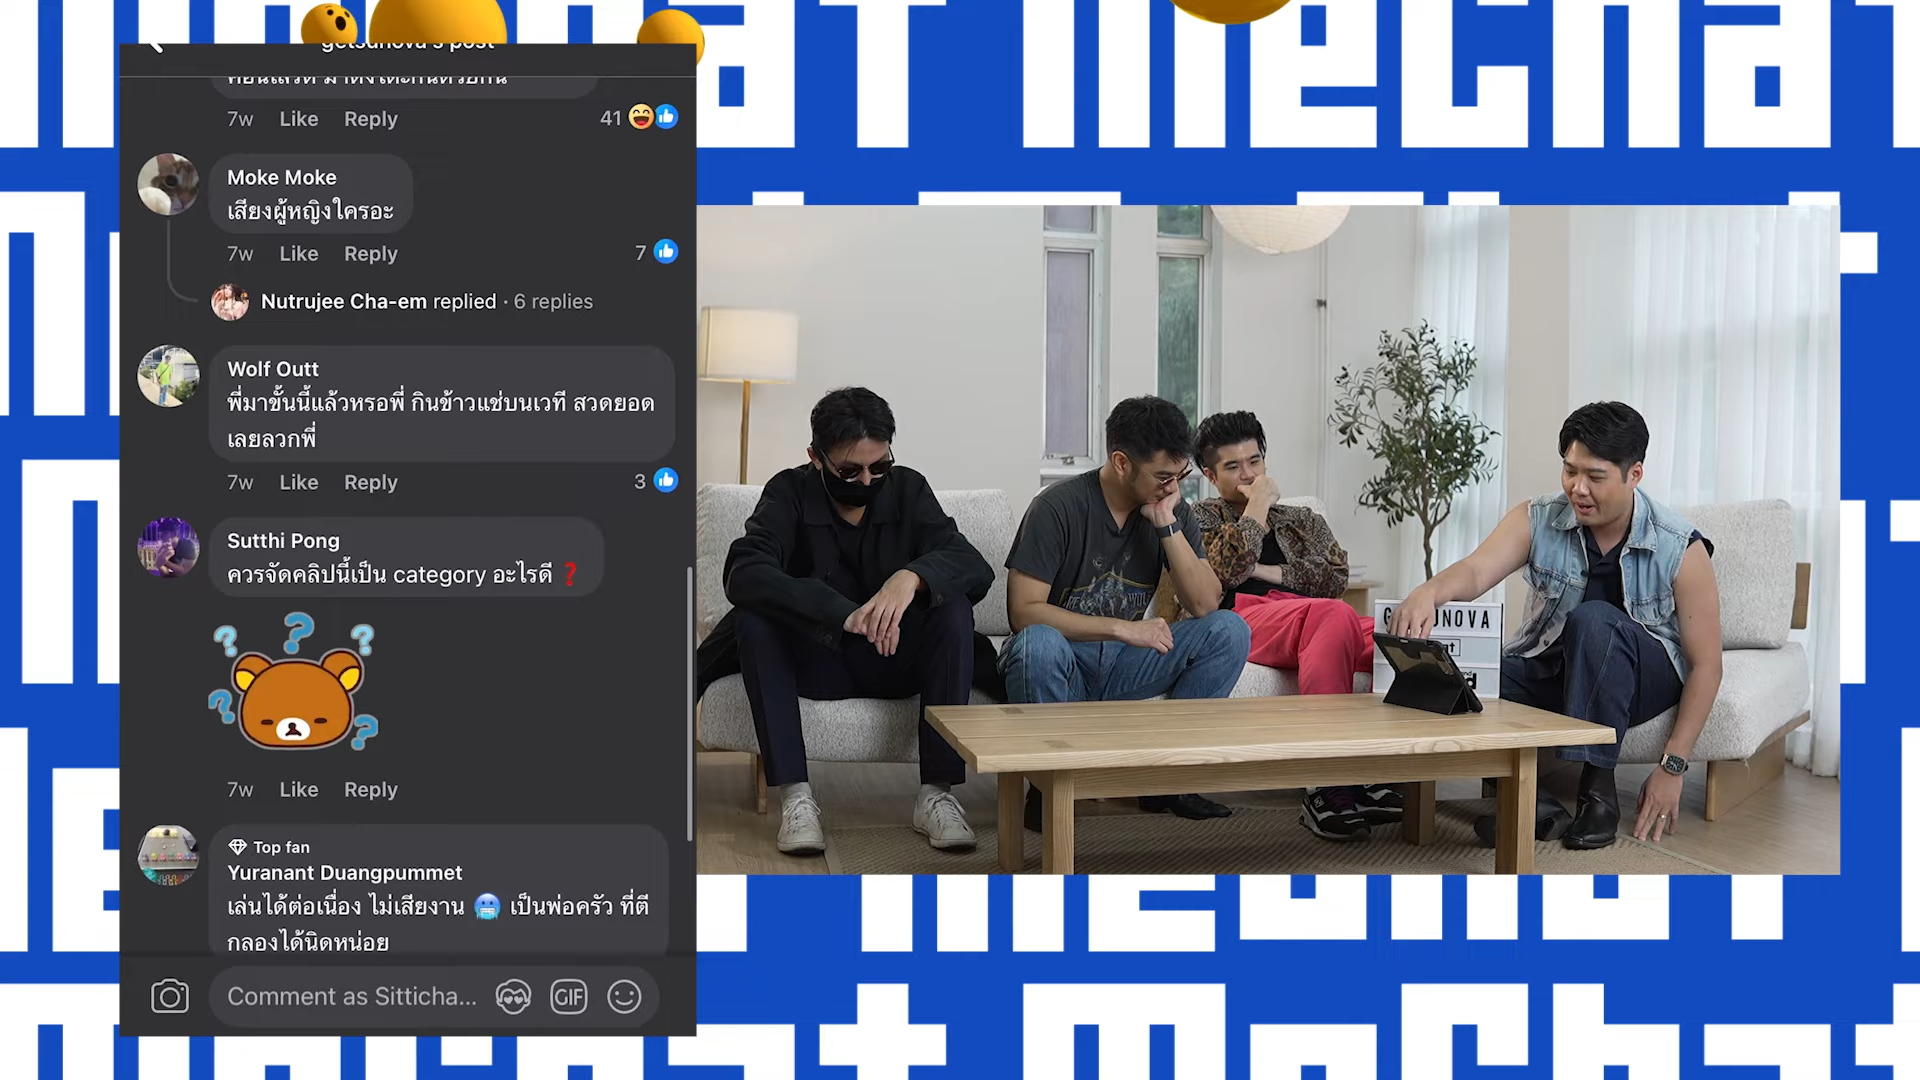 getsunova's post
7w Like Reply 41
Moke Moke
เสียงผู้หญิงใครอะ
7w Like Reply 7
Nutrujee Cha-em replied · 6 replies
Wolf Outt
พี่มาขั้นนี้แล้วหรอพี่ กินข้าวแช่บนเวที สวดยอด
เลยลวกพี่
7w Like Reply 3
Sutthi Pong
ควรจัดคลิปนี้เป็น category อะไรดี ❓
7w Like Reply
Top fan
Yuranant Duangpummet
เล่นได้ต่อเนื่อง ไม่เสียงาน 🥶 เป็นพ่อครัว ที่ตี
กลองได้นิดหน่อย
Comment as Sitticha... GIF